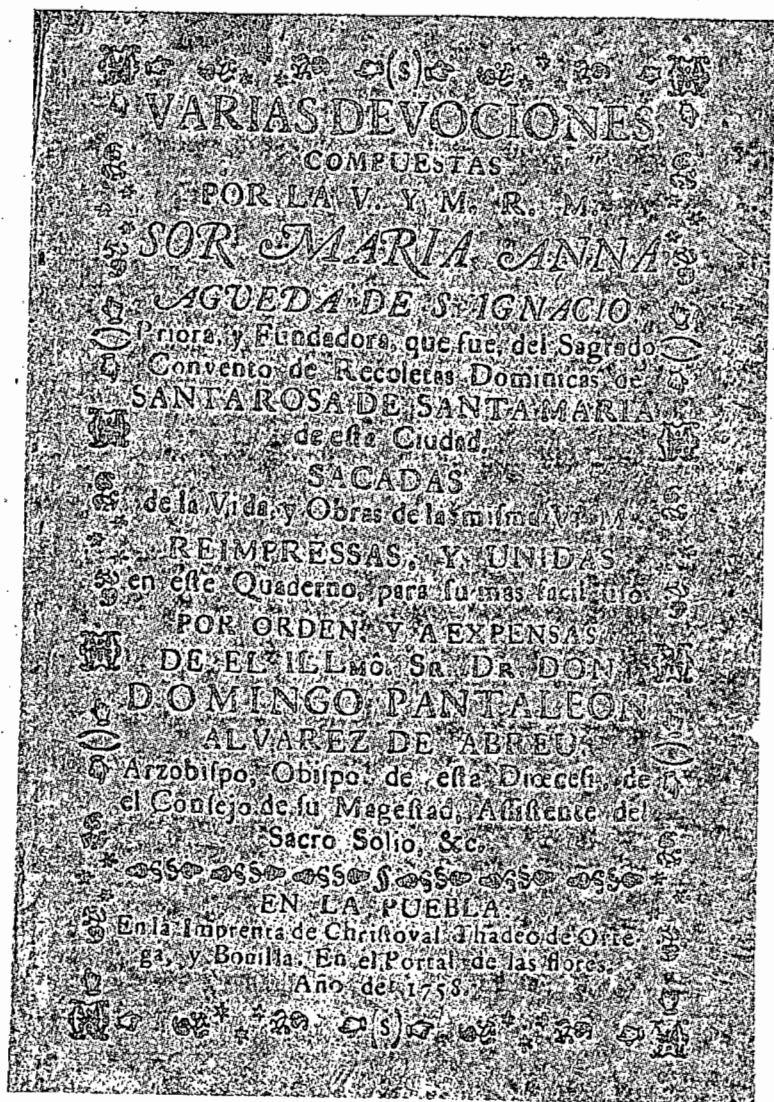 VARIAS DEVOCIONES
COMPUESTAS
POR LA V. Y M. R. M.
SOR MARIA ANNA
AGUEDA DE S. IGNACIO
Priora, y Fundadora, que fue, del Sagrado
Convento de Recoletas Dominicas de
SANTA ROSA DE SANTA MARIA
de eſta Ciudad.
SACADAS
de la Vida, y Obras de la miſma V. M.
REIMPRESSAS, Y UNIDAS
en eſte Quaderno, para ſu mas facil uſo.
POR ORDEN, Y A EXPENSAS
DE EL ILLmô. SR. DR. DON
DOMINGO PANTALEON
ALVAREZ DE ABREU,
Arzobiſpo, Obiſpo de eſta Diœceſi, de
el Conſejo de ſu Mageſtad, Aſſiſtente del
Sacro Solio, &c.
EN LA PUEBLA.
En la Imprenta de Chriſtoval Thadeo de Orte-
ga, y Bonilla. En el Portal de las flores.
Año de 1758.